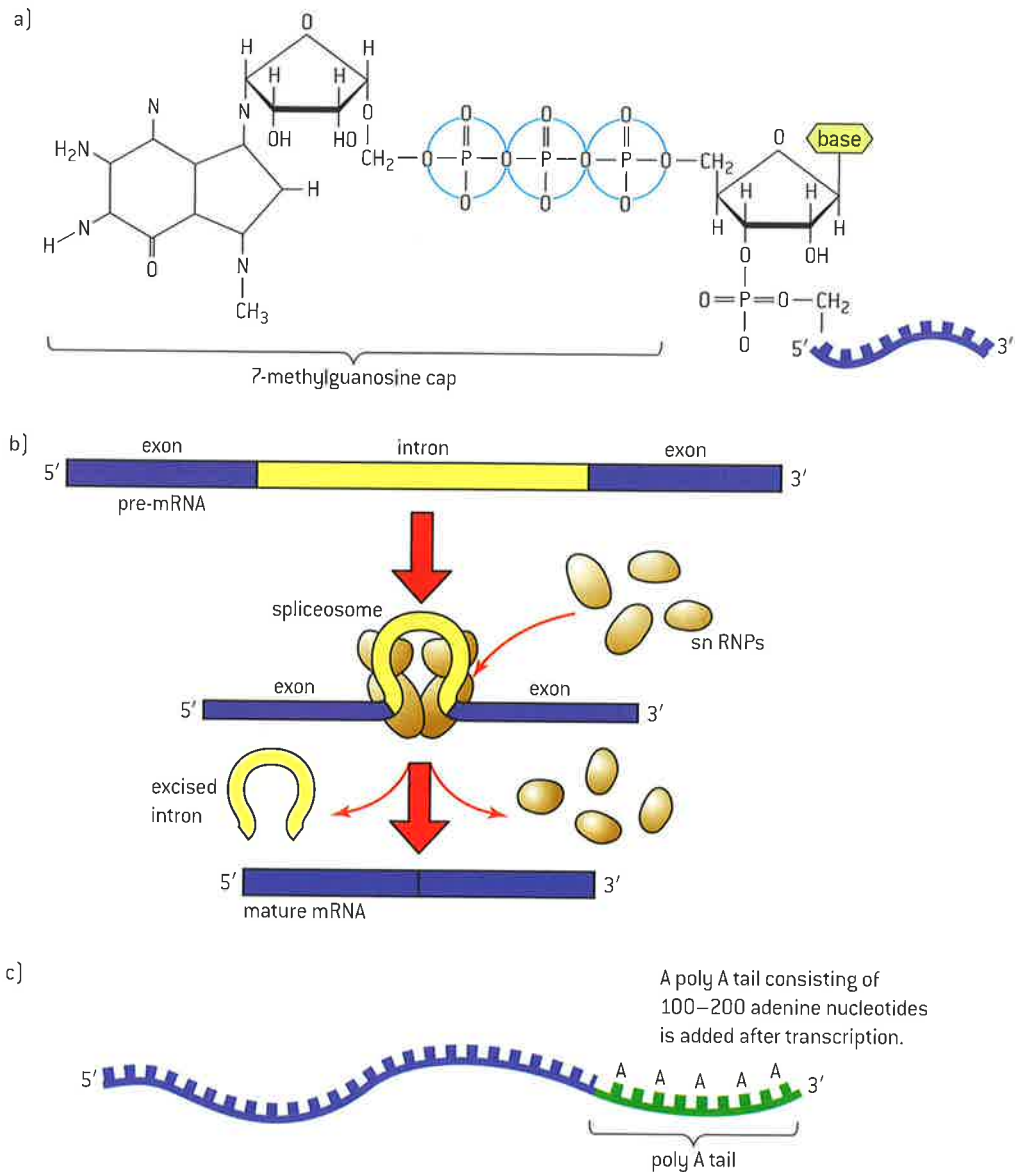 a)
O
H
H
H
H
N
N
OH
HO
O
H₂N
CH₂
O
P
O
P
O
P
O
CH₂
O
O
O
O
O
O
O
base
H
H
H
H
N
H
O
N
CH₃
H
O
OH
O
P
O
CH₂
O
5′
3′
7-methylguanosine cap
b)
exon
intron
exon
5′
3′
pre-mRNA
spliceosome
sn RNPs
exon
exon
5′
3′
excised
intron
5′
3′
mature mRNA
c)
A poly A tail consisting of
100–200 adenine nucleotides
is added after transcription.
5′
A
A
A
A
A
3′
poly A tail